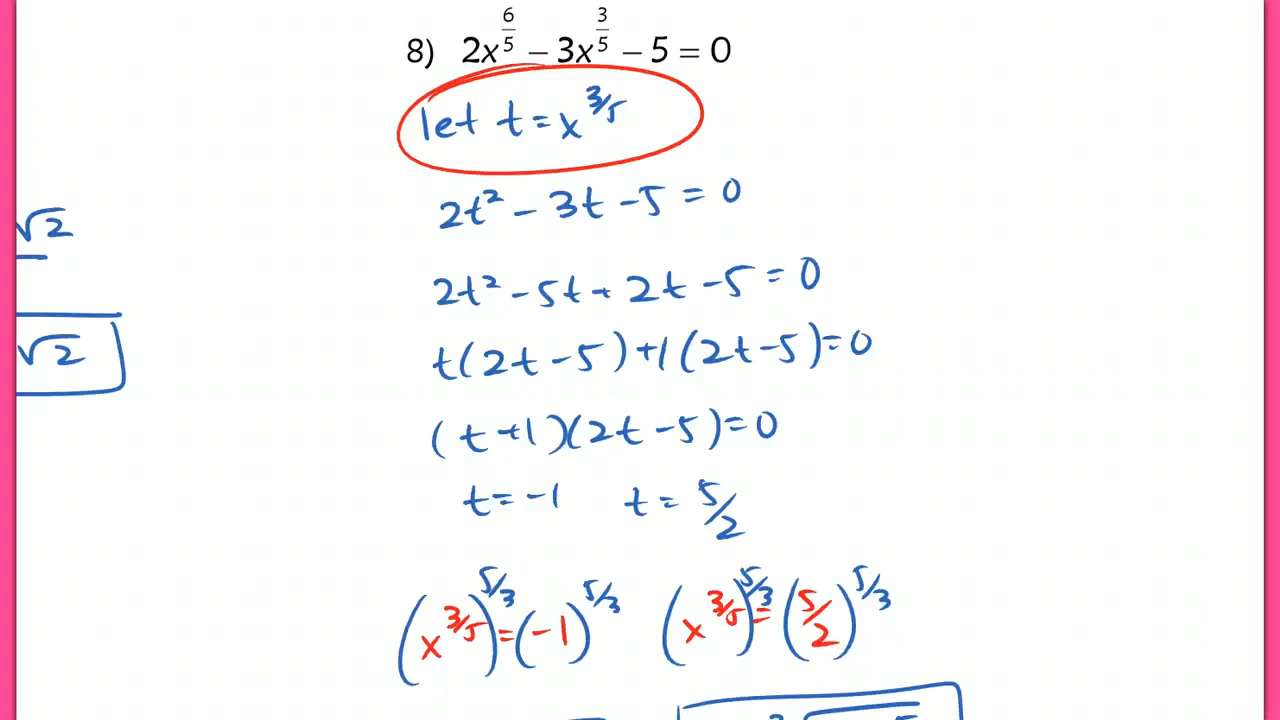 8) 2x^(6/5) – 3x^(3/5) – 5 = 0
let t = x^(3/5)
2t² – 3t – 5 = 0
√2
2t² – 5t + 2t – 5 = 0
t(2t – 5) + 1(2t – 5) = 0
√2
(t + 1)(2t – 5) = 0
t = –1 t = 5/2
(x^(3/5))^(5/3) = (–1)^(5/3) (x^(3/5))^(5/3) = (5/2)^(5/3)